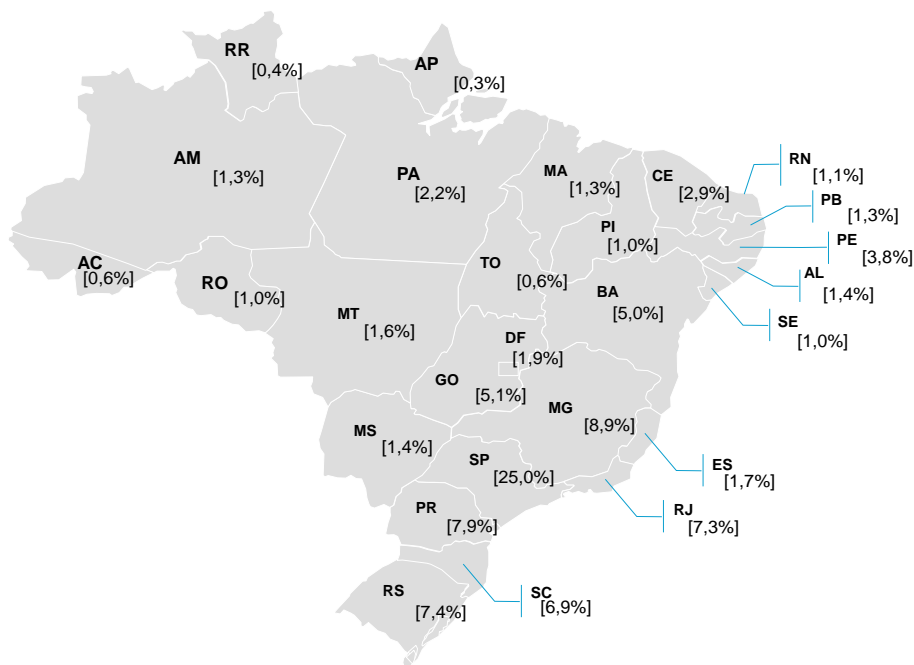 RR
[0,4%]
AP
[0,3%]
AM
[1,3%]
PA
[2,2%]
MA
[1,3%]
CE
[2,9%]
RN
[1,1%]
PB
[1,3%]
PI
[1,0%]
PE
[3,8%]
AC
[0,6%]
RO
[1,0%]
TO
[0,6%]
AL
[1,4%]
BA
[5,0%]
SE
[1,0%]
MT
[1,6%]
DF
[1,9%]
GO
[5,1%]
MG
[8,9%]
MS
[1,4%]
SP
[25,0%]
ES
[1,7%]
PR
[7,9%]
RJ
[7,3%]
RS
[7,4%]
SC
[6,9%]